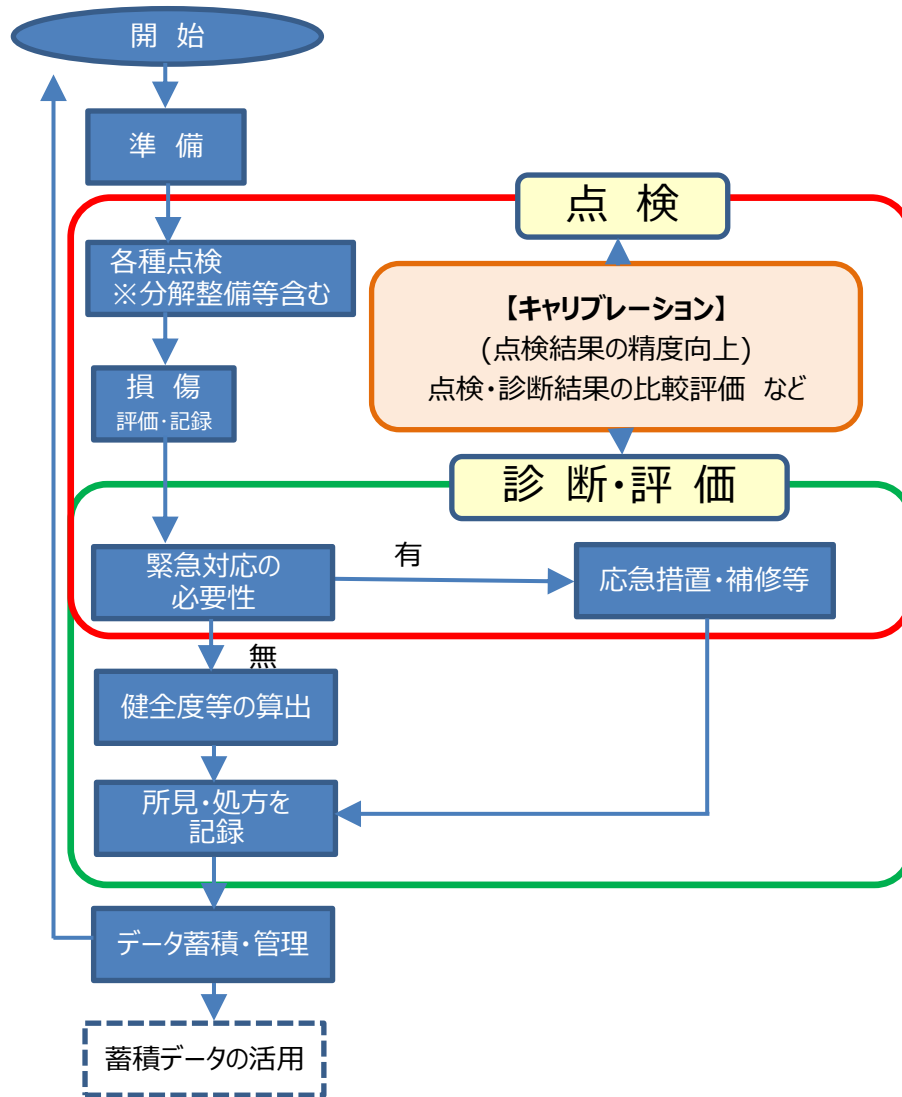 開 始
準 備
点 検
各種点検
※分解整備等含む
【キャリブレーション】
(点検結果の精度向上)
点検・診断結果の比較評価 など
損 傷
評価・記録
診 断・評 価
緊急対応の
必要性
有
応急措置・補修等
無
健全度等の算出
所見・処方を
記録
データ蓄積・管理
蓄積データの活用